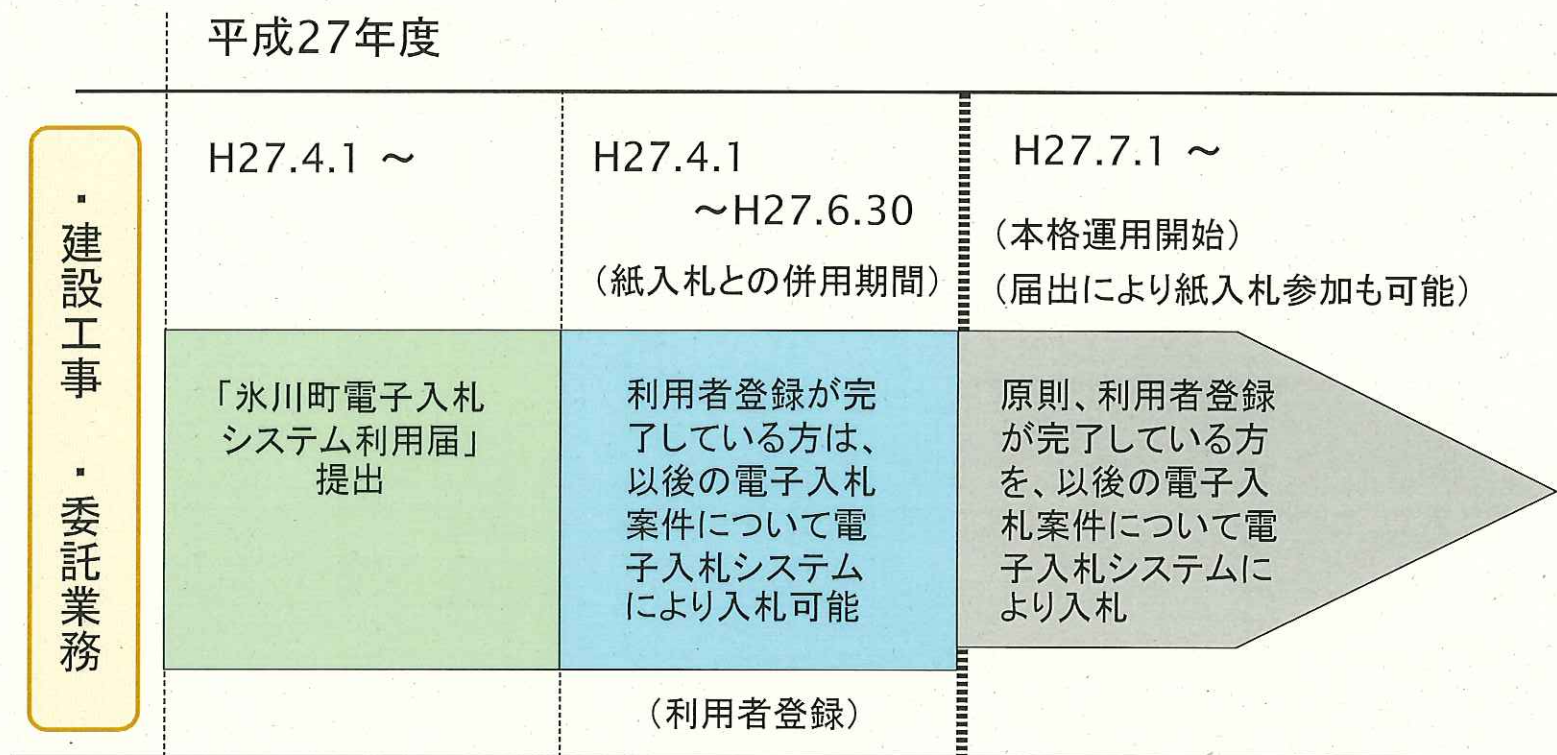 平成27年度
・建設工事　・委託業務
H27.4.1 ～
H27.4.1
～H27.6.30
（紙入札との併用期間）
H27.7.1 ～
（本格運用開始）
（届出により紙入札参加も可能）
「氷川町電子入札
システム利用届」
提出
利用者登録が完
了している方は、
以後の電子入札
案件について電
子入札システム
により入札可能
原則、利用者登録
が完了している方
を、以後の電子入
札案件について電
子入札システムに
より入札
（利用者登録）